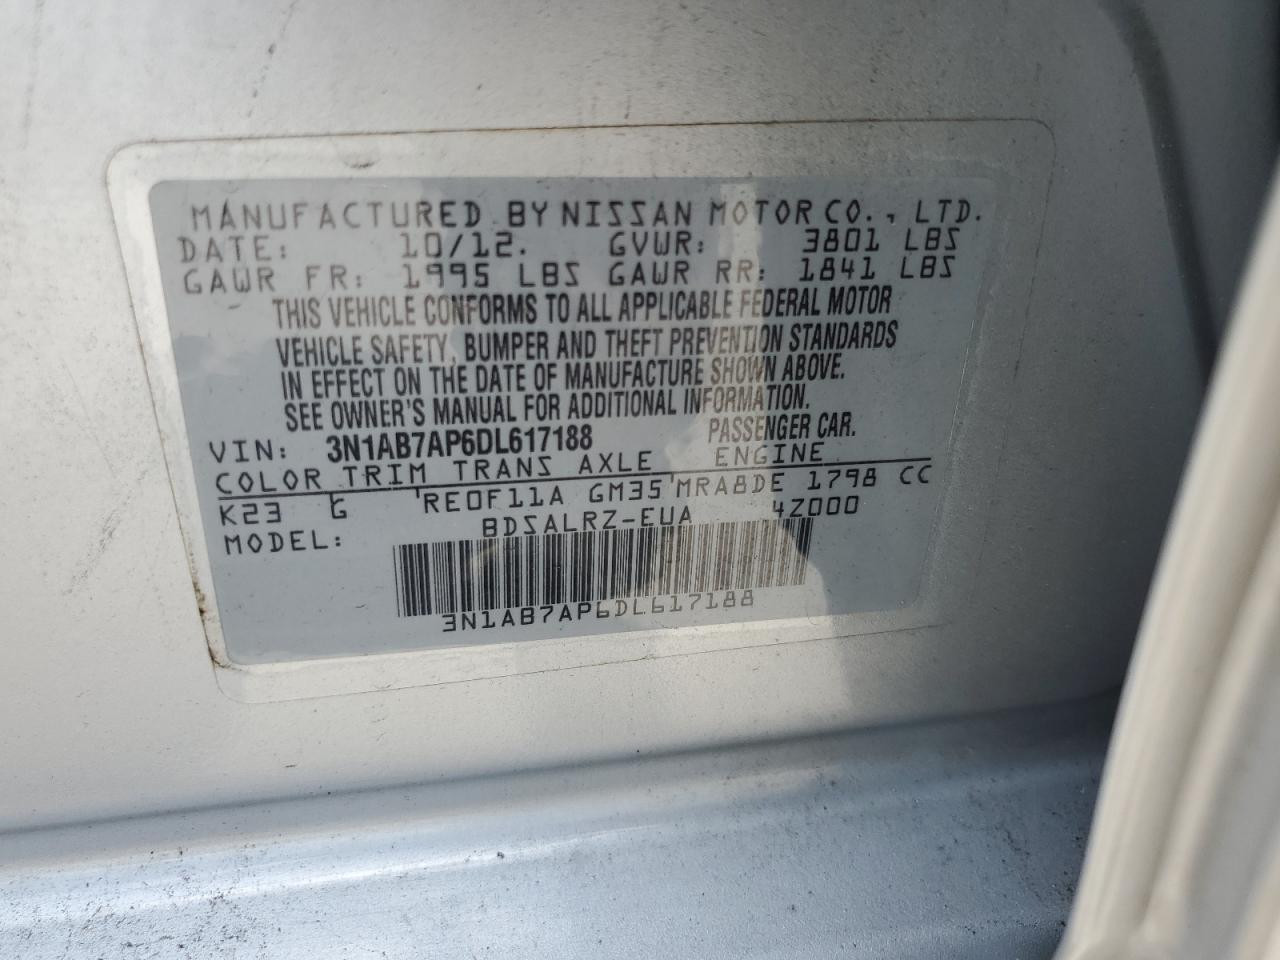 MANUFACTURED BY NISSAN MOTOR CO., LTD.
DATE: 10/12. GVWR: 3801 LBS
GAWR FR: 1995 LBS GAWR RR: 1841 LBS
THIS VEHICLE CONFORMS TO ALL APPLICABLE FEDERAL MOTOR
VEHICLE SAFETY, BUMPER AND THEFT PREVENTION STANDARDS
IN EFFECT ON THE DATE OF MANUFACTURE SHOWN ABOVE.
SEE OWNER'S MANUAL FOR ADDITIONAL INFORMATION.
VIN: 3N1AB7AP6DL617188 PASSENGER CAR.
COLOR TRIM TRANS AXLE ENGINE
K23 G 'RE0F11A GM35'MRA8DE 1798 CC
MODEL: BDSALRZ-EUA 4Z000
3N1AB7AP6DL617188